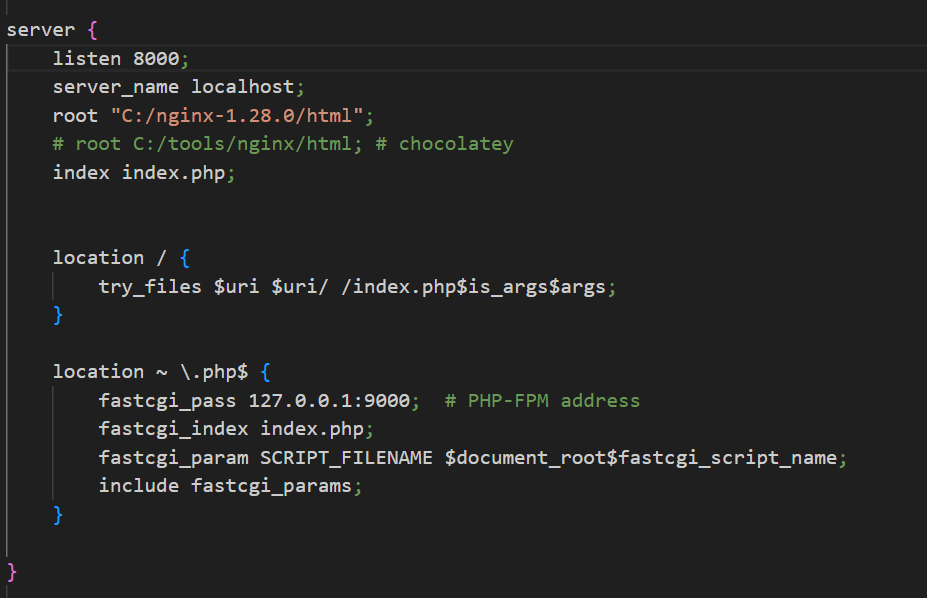 server {
    listen 8000;
    server_name localhost;
    root "C:/nginx-1.28.0/html";
    # root C:/tools/nginx/html; # chocolatey
    index index.php;
    location / {
        try_files $uri $uri/ /index.php$is_args$args;
    }
    location ~ \.php$ {
        fastcgi_pass 127.0.0.1:9000;  # PHP-FPM address
        fastcgi_index index.php;
        fastcgi_param SCRIPT_FILENAME $document_root$fastcgi_script_name;
        include fastcgi_params;
    }
}